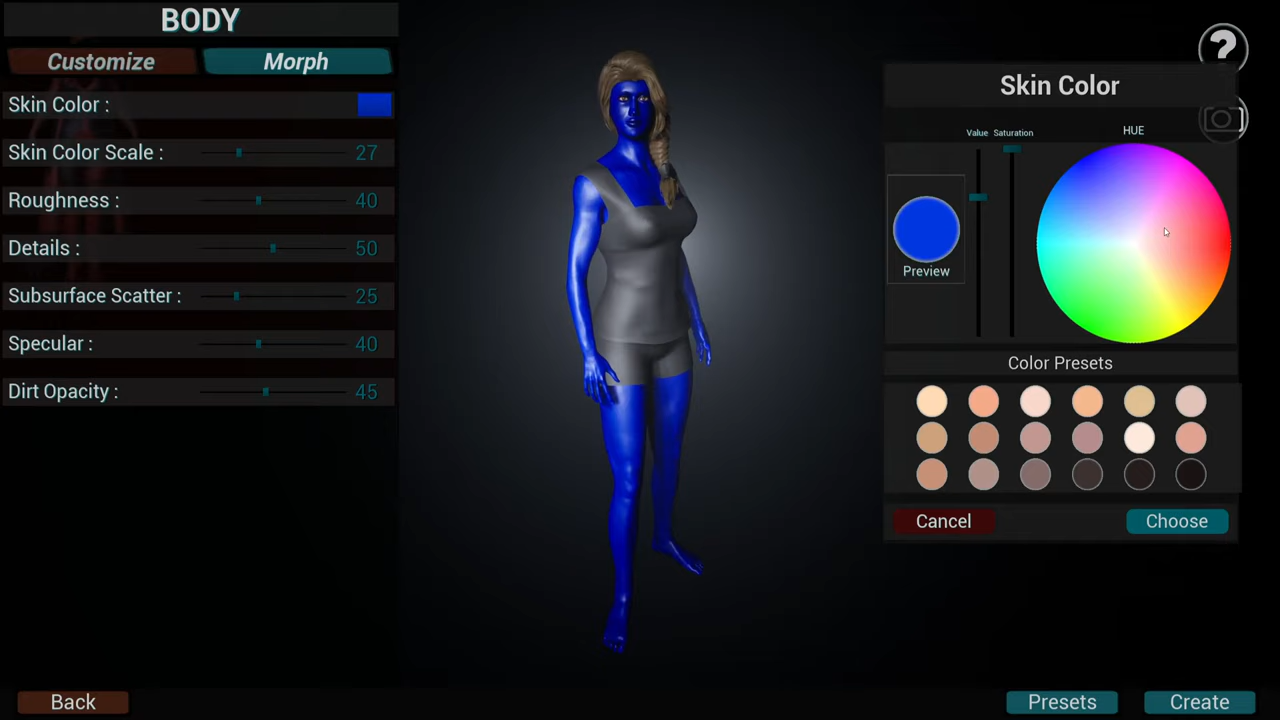 BODY
Customize
Morph
Skin Color :
Skin Color Scale : 27
Roughness : 40
Details : 50
Subsurface Scatter : 25
Specular : 40
Dirt Opacity : 45
?
Skin Color
Value Saturation HUE
Preview
Color Presets
Cancel
Choose
Back
Presets
Create